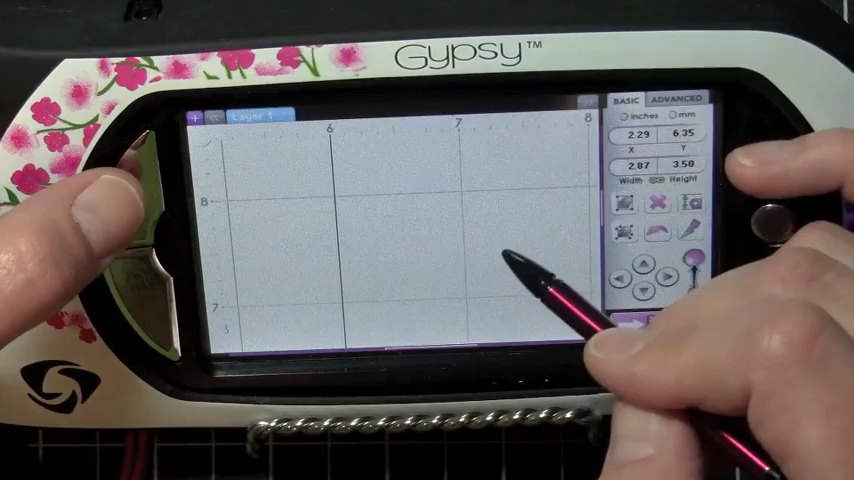 Gypsy™
+ << Layer 1
BASIC ADVANCED
inches mm
2.29 6.35
X Y
2.87 3.50
Width Height
6 7 8
8
7